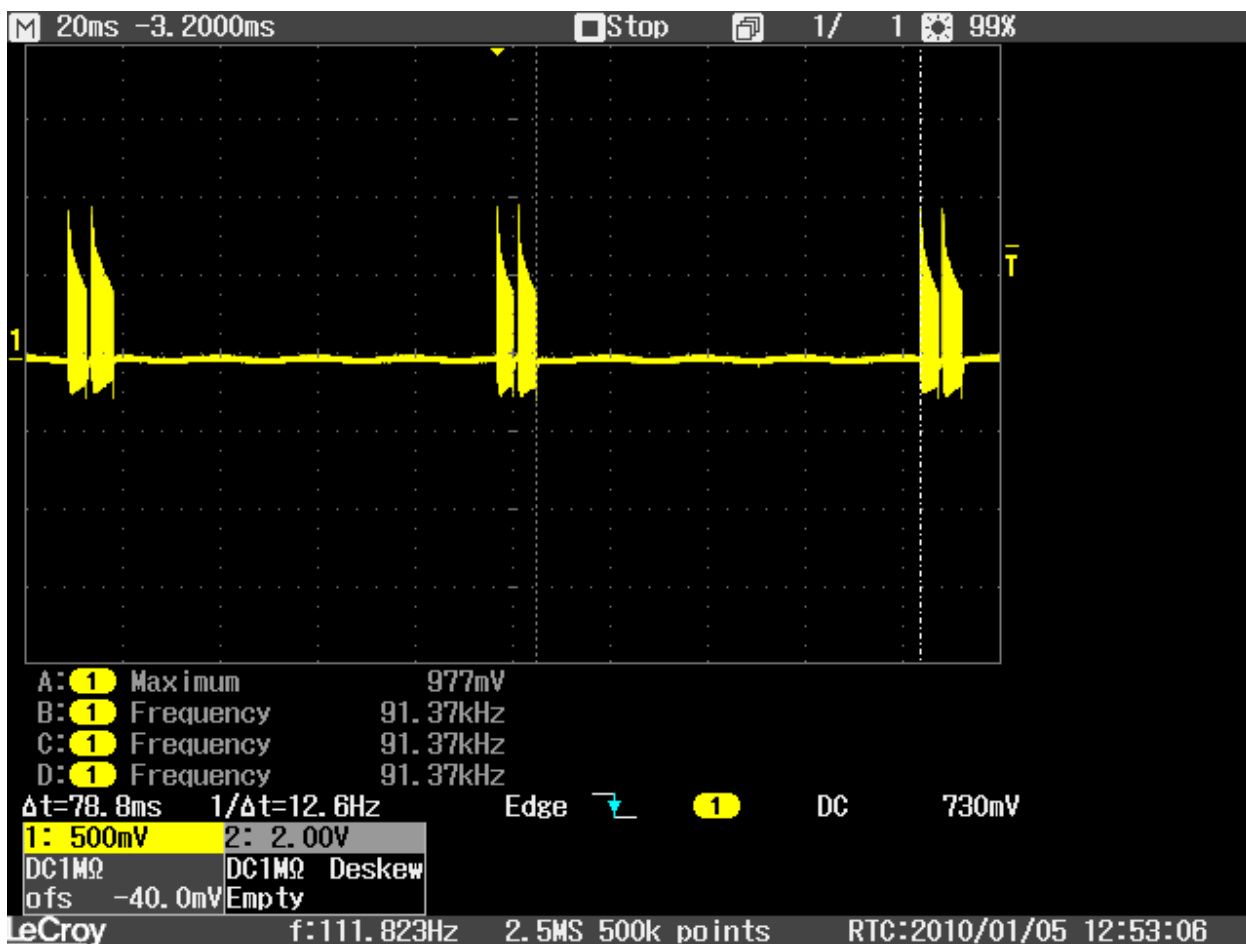 M 20ms -3.2000ms Stop 1/ 1 99%
T
1
A: 1 Maximum 977mV
B: 1 Frequency 91.37kHz
C: 1 Frequency 91.37kHz
D: 1 Frequency 91.37kHz
Δt=78.8ms 1/Δt=12.6Hz Edge 1 DC 730mV
1: 500mV 2: 2.00V
DC1MΩ DC1MΩ Deskew
ofs -40.0mV Empty
LeCroy f:111.823Hz 2.5MS 500k points RTC:2010/01/05 12:53:06